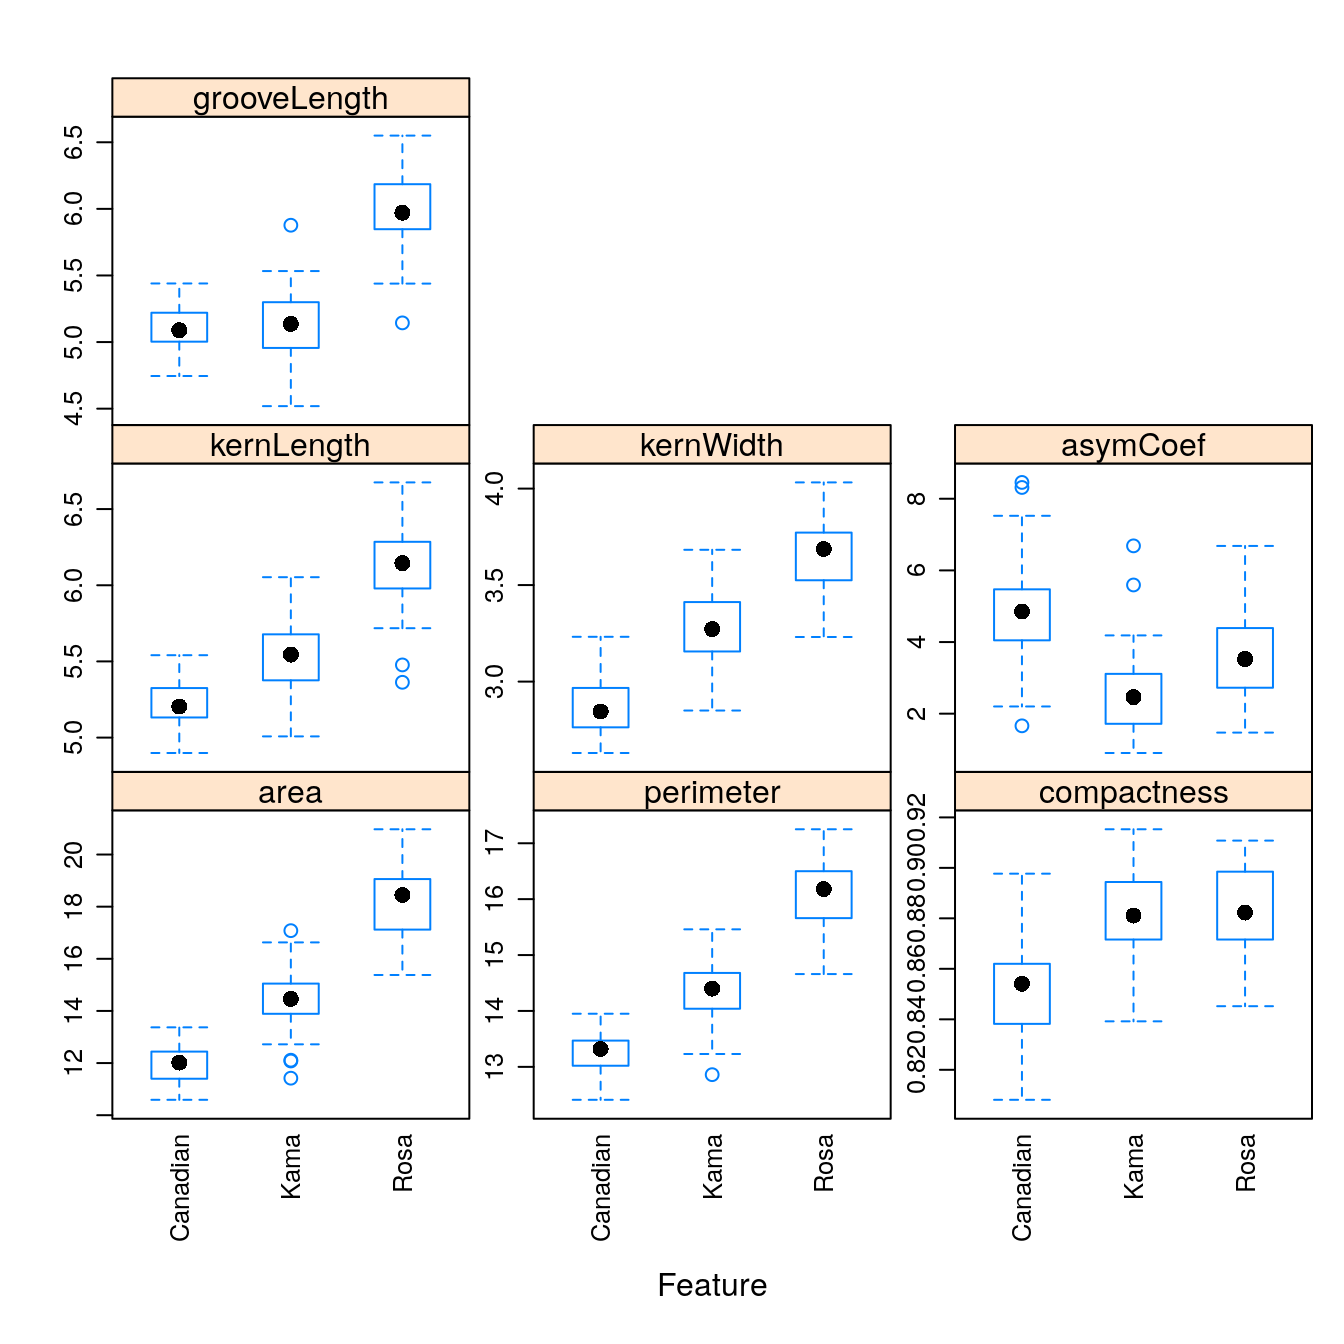 grooveLength
6.5
6.0
5.5
5.0
4.5
kernLength
kernWidth
asymCoef
6.5
6.0
5.5
5.0
4.0
3.5
3.0
8
6
4
2
area
perimeter
compactness
20
18
16
14
12
17
16
15
14
13
0.92
0.90
0.88
0.86
0.84
0.82
Canadian
Kama
Rosa
Canadian
Kama
Rosa
Canadian
Kama
Rosa
Feature